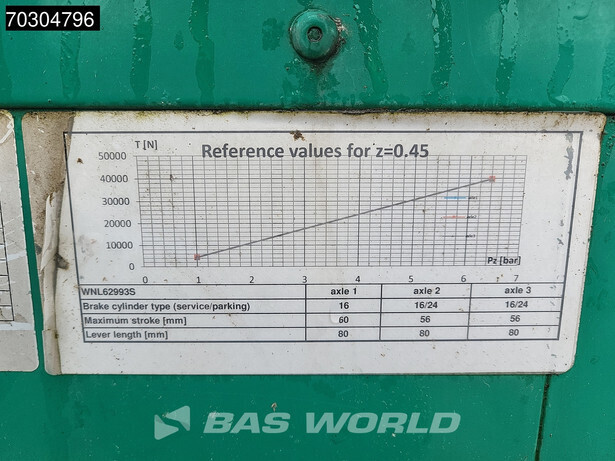 70304796
T [N]
Reference values for z=0.45
50000
40000
30000
20000
10000
0
Pz [bar]
0 1 2 3 4 5 6 7
WNL62993S axle 1 axle 2 axle 3
Brake cylinder type (service/parking) 16 16/24 16/24
Maximum stroke [mm] 60 56 56
Lever length [mm] 80 80 80
BAS WORLD